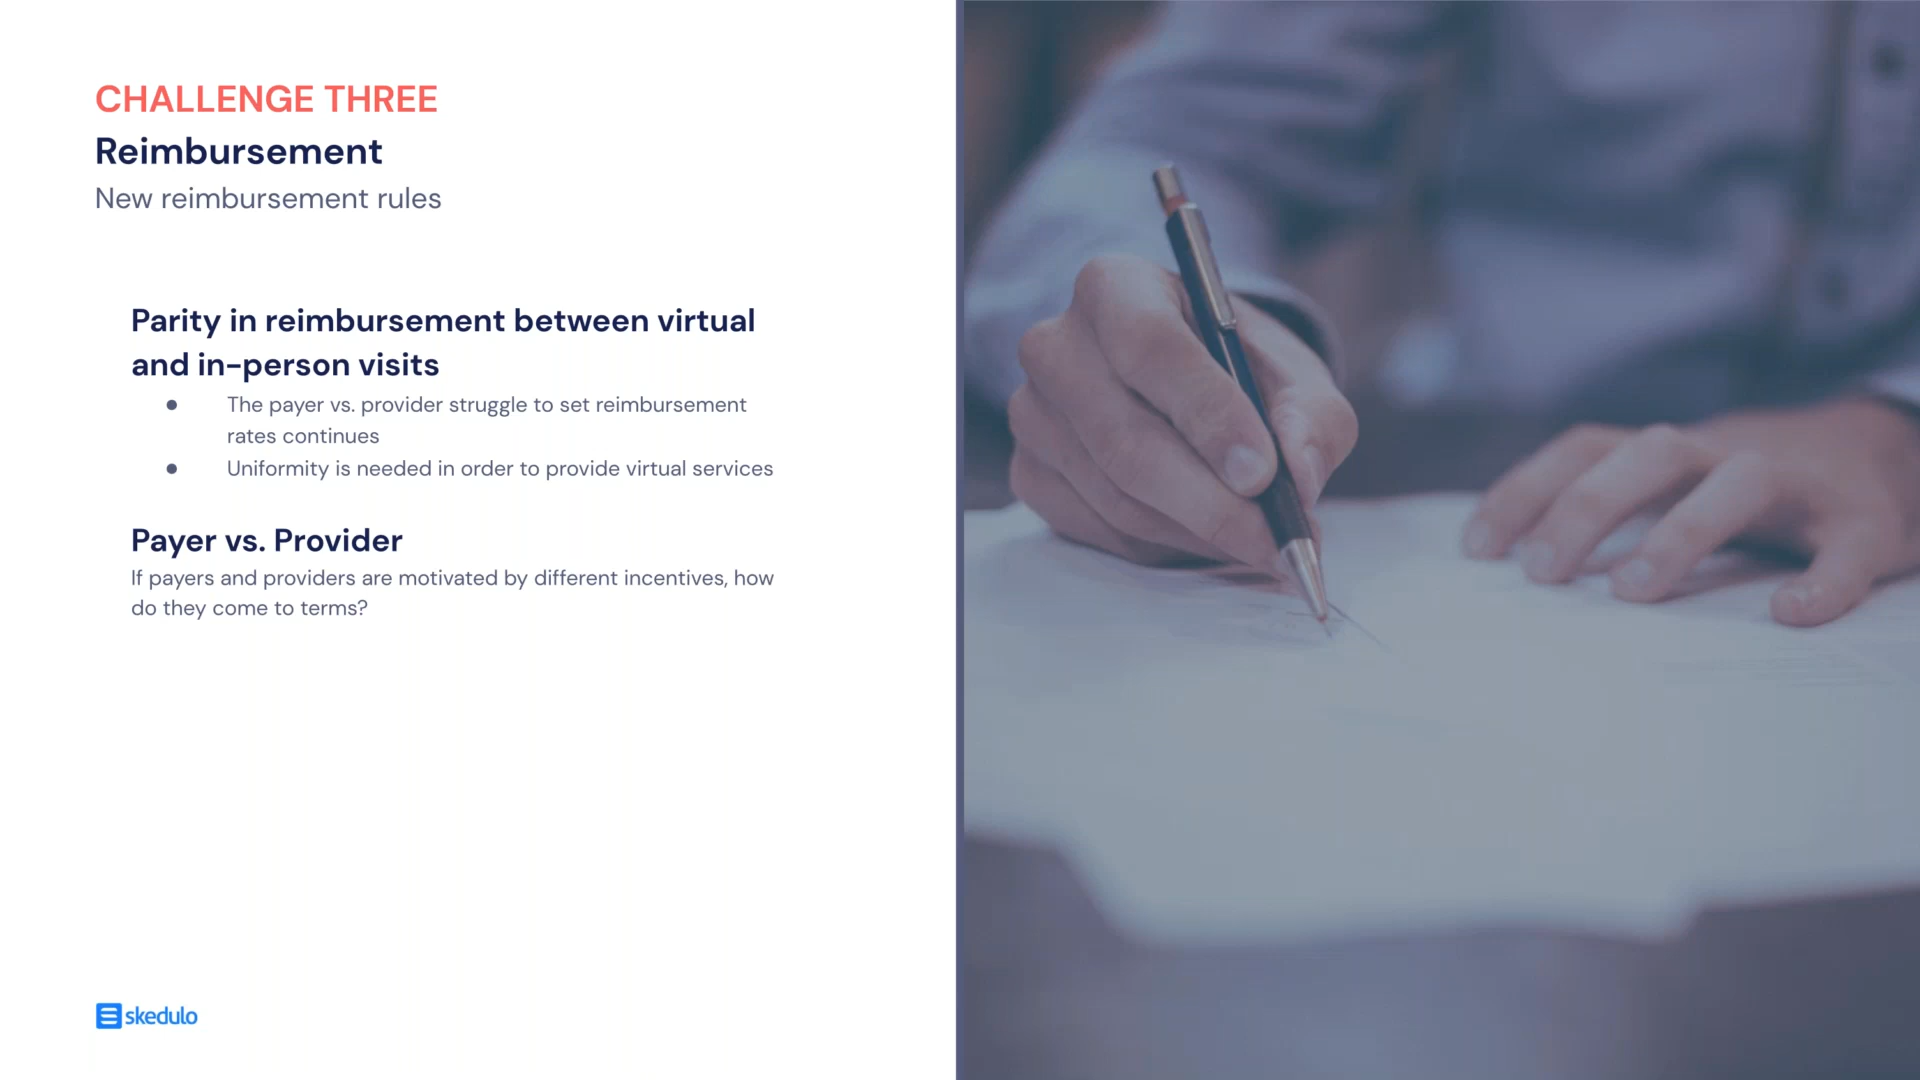 CHALLENGE THREE
Reimbursement
New reimbursement rules
Parity in reimbursement between virtual
and in-person visits
● The payer vs. provider struggle to set reimbursement
rates continues
● Uniformity is needed in order to provide virtual services
Payer vs. Provider
If payers and providers are motivated by different incentives, how
do they come to terms?
skedulo